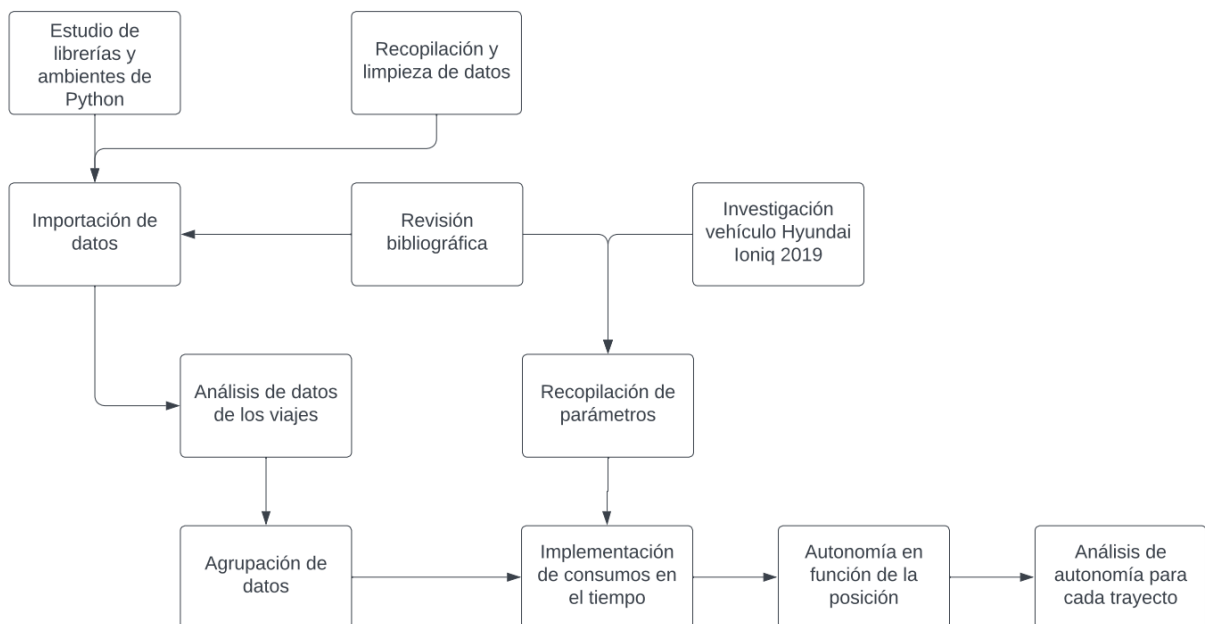 Estudio de
librerías y
ambientes de
Python
Recopilación y
limpieza de datos
Importación de
datos
Revisión
bibliográfica
Investigación
vehículo Hyundai
Ioniq 2019
Análisis de datos
de los viajes
Recopilación de
parámetros
Agrupación de
datos
Implementación
de consumos en
el tiempo
Autonomía en
función de la
posición
Análisis de
autonomía para
cada trayecto